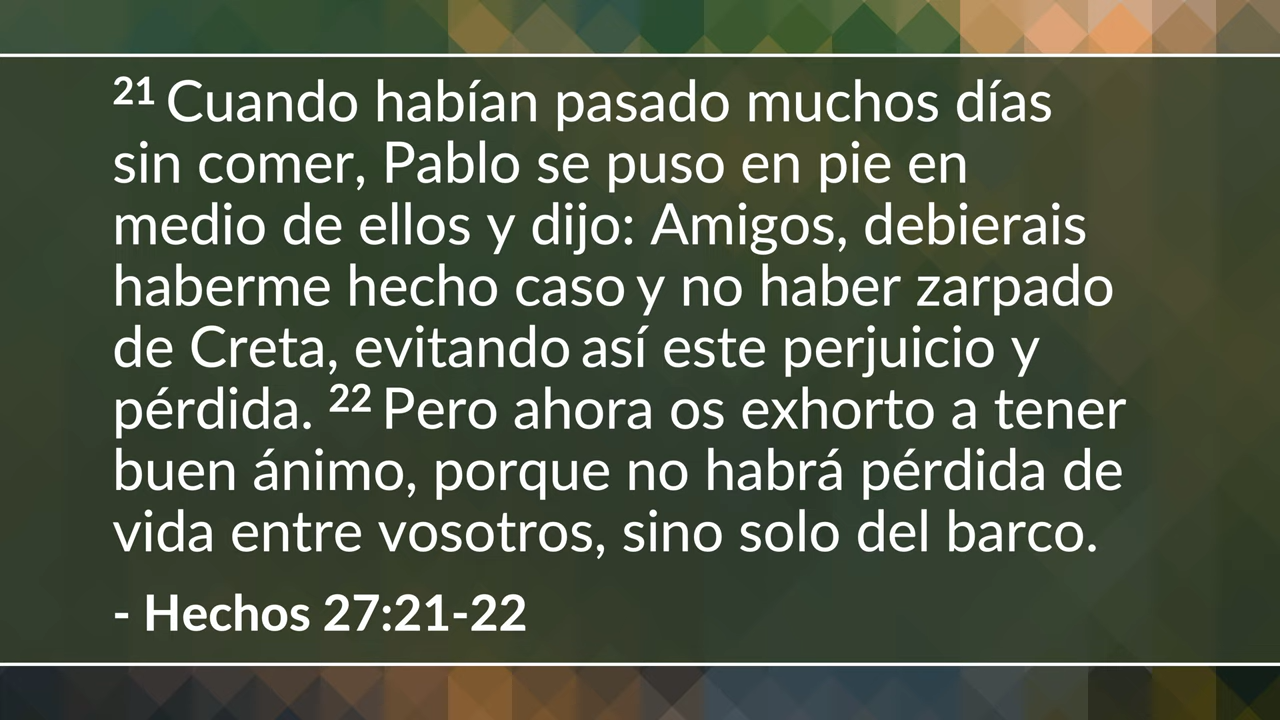 21 Cuando habían pasado muchos días
sin comer, Pablo se puso en pie en
medio de ellos y dijo: Amigos, debierais
haberme hecho caso y no haber zarpado
de Creta, evitando así este perjuicio y
pérdida. 22 Pero ahora os exhorto a tener
buen ánimo, porque no habrá pérdida de
vida entre vosotros, sino solo del barco.
- Hechos 27:21-22